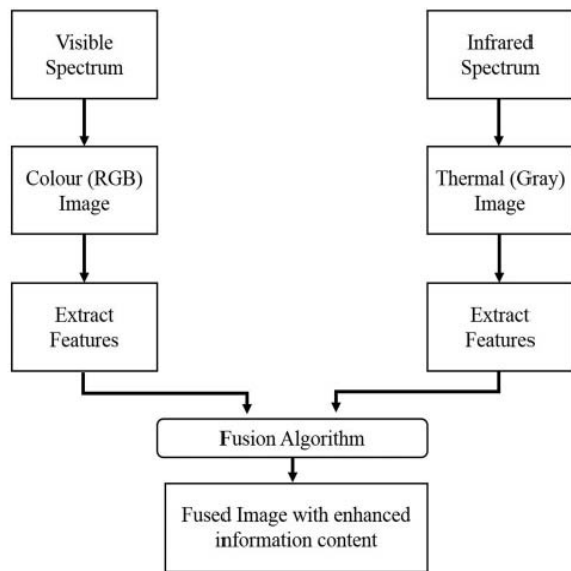 Visible
Spectrum
Infrared
Spectrum
Colour (RGB)
Image
Thermal (Gray)
Image
Extract
Features
Extract
Features
Fusion Algorithm
Fused Image with enhanced
information content